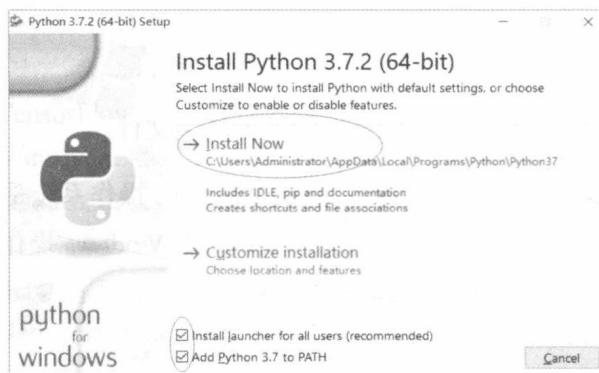 Python 3.7.2 (64-bit) Setup
Install Python 3.7.2 (64-bit)
Select Install Now to install Python with default settings, or choose
Customize to enable or disable features.
Install Now
C:\Users\Administrator\AppData\Local\Programs\Python\Python37
Includes IDLE, pip and documentation
Creates shortcuts and file associations
Customize installation
Choose location and features
python
for
windows
Install launcher for all users (recommended)
Add Python 3.7 to PATH
Cancel